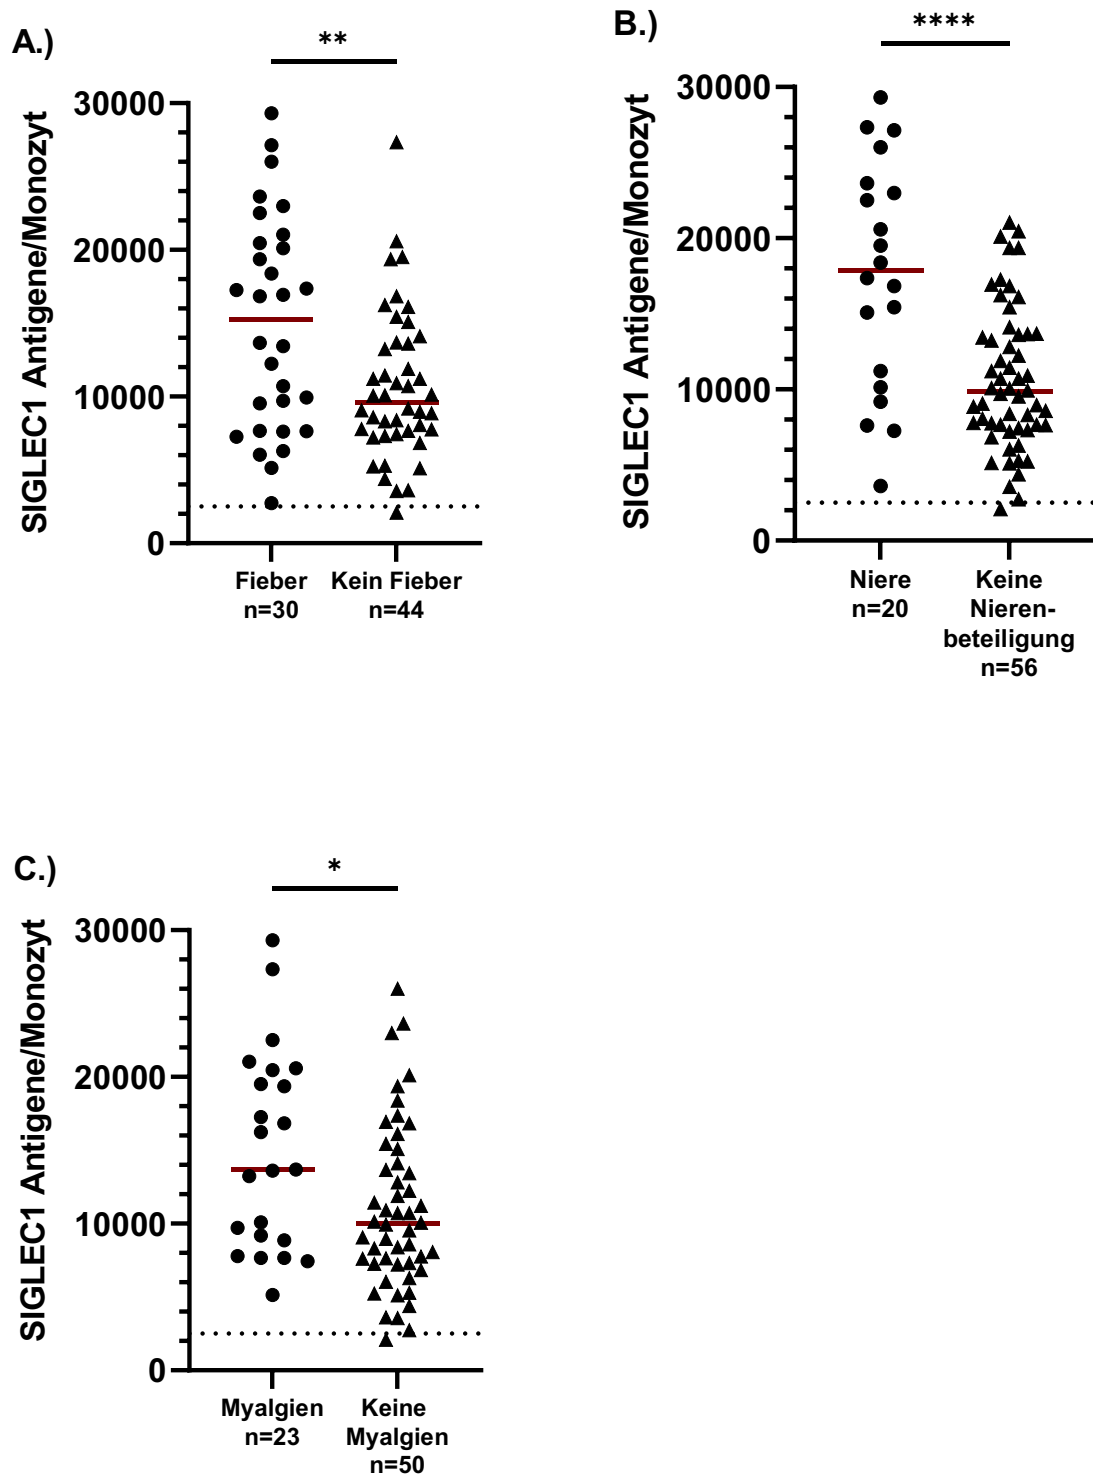 A.)
**
SIGLEC1 Antigene/Monozyt
30000
20000
10000
0
Fieber
n=30
Kein Fieber
n=44
B.)
****
SIGLEC1 Antigene/Monozyt
30000
20000
10000
0
Niere
n=20
Keine
Nieren-
beteiligung
n=56
C.)
*
SIGLEC1 Antigene/Monozyt
30000
20000
10000
0
Myalgien
n=23
Keine
Myalgien
n=50